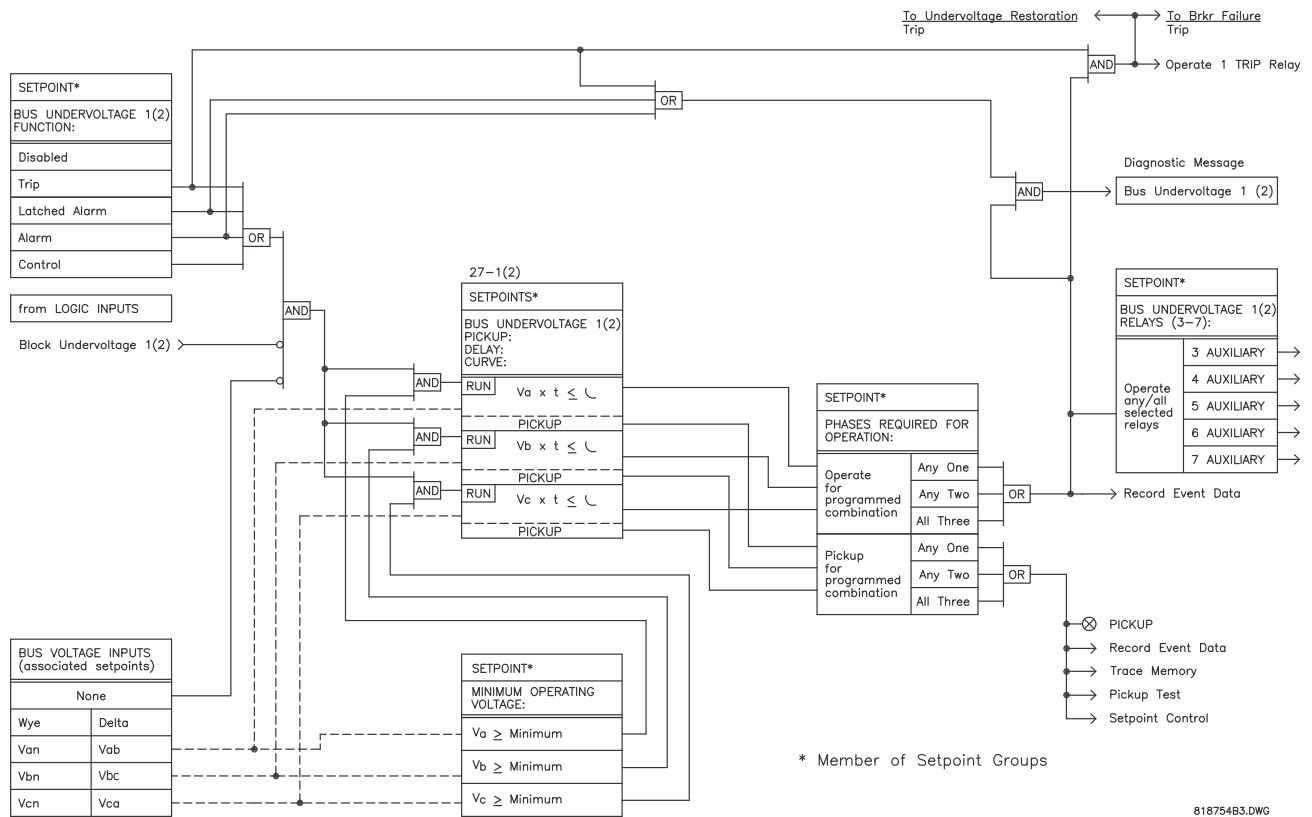 To Undervoltage Restoration
Trip
To Brkr Failure
Trip
AND
Operate 1 TRIP Relay
SETPOINT*
BUS UNDERVOLTAGE 1(2)
FUNCTION:
Disabled
Trip
Latched Alarm
Alarm
Control
OR
OR
from LOGIC INPUTS
Block Undervoltage 1(2)
AND
AND
Diagnostic Message
Bus Undervoltage 1 (2)
27-1(2)
SETPOINTS*
BUS UNDERVOLTAGE 1(2)
PICKUP:
DELAY:
CURVE:
AND
RUN
Va x t ≤
PICKUP
AND
RUN
Vb x t ≤
PICKUP
AND
RUN
Vc x t ≤
PICKUP
SETPOINT*
BUS UNDERVOLTAGE 1(2)
RELAYS (3-7):
Operate
any/all
selected
relays
3 AUXILIARY
4 AUXILIARY
5 AUXILIARY
6 AUXILIARY
7 AUXILIARY
SETPOINT*
PHASES REQUIRED FOR
OPERATION:
Operate
for
programmed
combination
Any One
Any Two
All Three
OR
Record Event Data
Pickup
for
programmed
combination
Any One
Any Two
All Three
OR
PICKUP
Record Event Data
Trace Memory
Pickup Test
Setpoint Control
BUS VOLTAGE INPUTS
(associated setpoints)
None
Wye
Delta
Van
Vab
Vbn
Vbc
Vcn
Vca
SETPOINT*
MINIMUM OPERATING
VOLTAGE:
Va ≥ Minimum
Vb ≥ Minimum
Vc ≥ Minimum
* Member of Setpoint Groups
818754B3.DWG